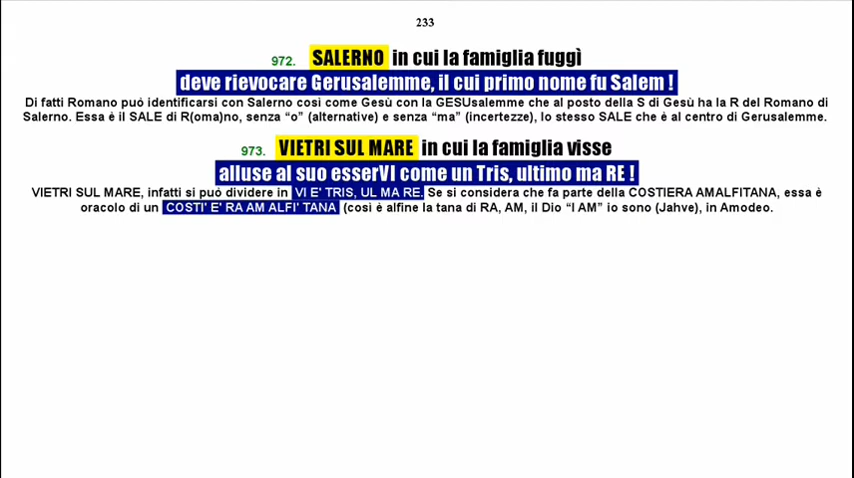 233
972. SALERNO in cui la famiglia fuggì
deve rievocare Gerusalemme, il cui primo nome fu Salem !
Di fatti Romano può identificarsi con Salerno così come Gesù con la GESUsalemme che al posto della S di Gesù ha la R del Romano di
Salerno. Essa è il SALE di R(oma)no, senza “o” (alternative) e senza “ma” (incertezze), lo stesso SALE che è al centro di Gerusalemme.
973. VIETRI SUL MARE in cui la famiglia visse
alluse al suo esserVI come un Tris, ultimo ma RE !
VIETRI SUL MARE, infatti si può dividere in VI E' TRIS, UL MA RE. Se si considera che fa parte della COSTIERA AMALFITANA, essa è
oracolo di un COSTI' E' RA AM ALFI' TANA (così è alfine la tana di RA, AM, il Dio “I AM” io sono (Jahve), in Amodeo.